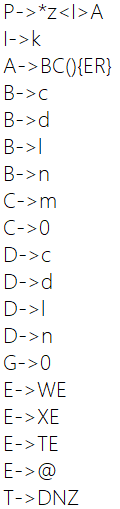 P->*z<I>A
I->k
A->BC(){ER}
B->c
B->d
B->l
B->n
C->m
C->0
D->c
D->d
D->l
D->n
G->0
E->WE
E->XE
E->TE
E->@
T->DNZ